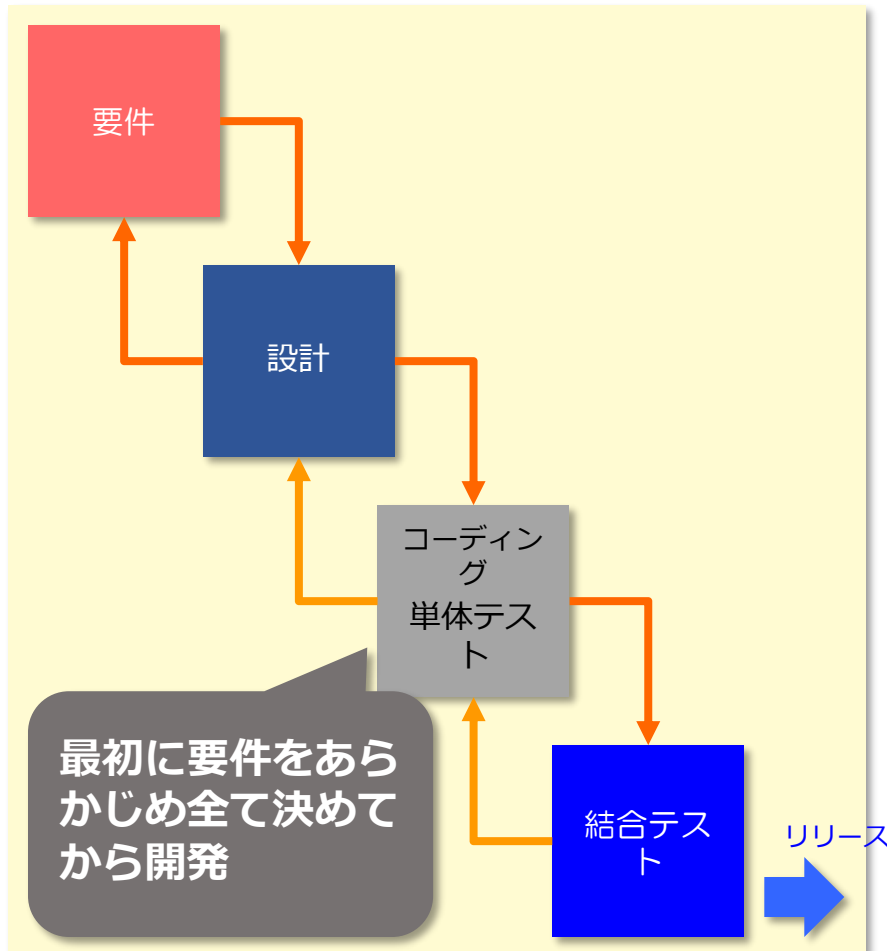 要件
設計
コーディン
グ
単体テス
ト
最初に要件をあら
かじめ全て決めて
から開発
結合テス
ト
リリース